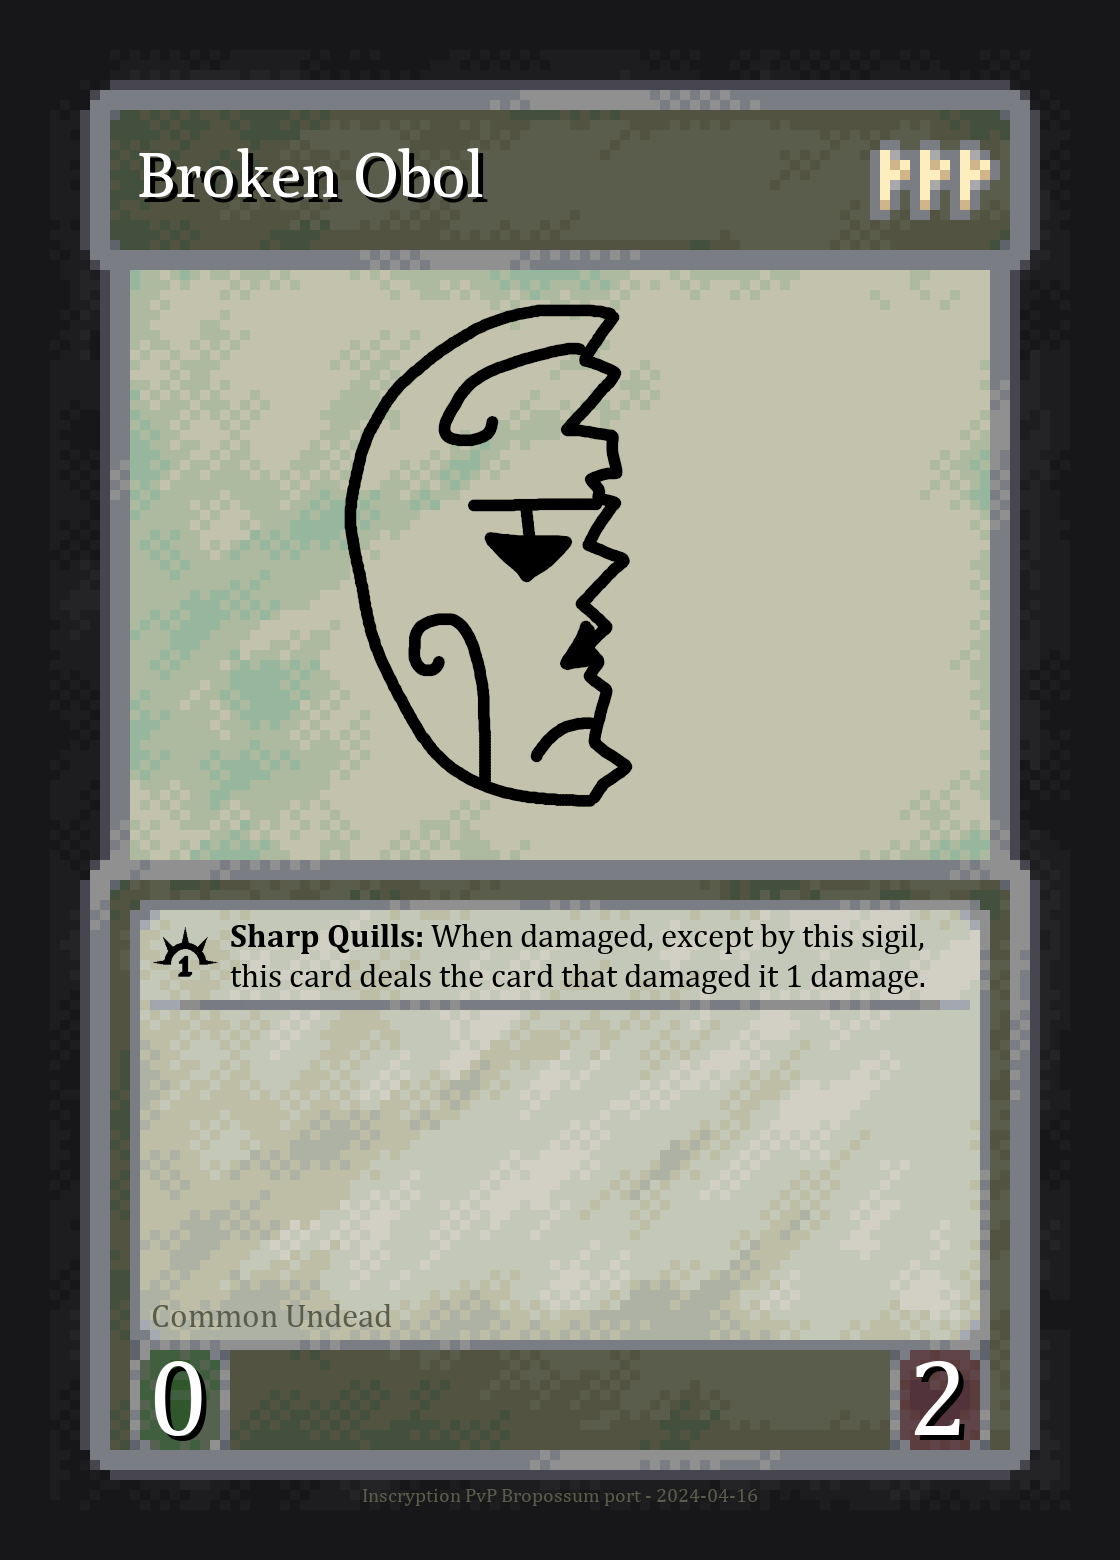 Broken Obol
Sharp Quills: When damaged, except by this sigil,
this card deals the card that damaged it 1 damage.
1
Common Undead
0
2
Inscryption PvP Bropossum port - 2024-04-16